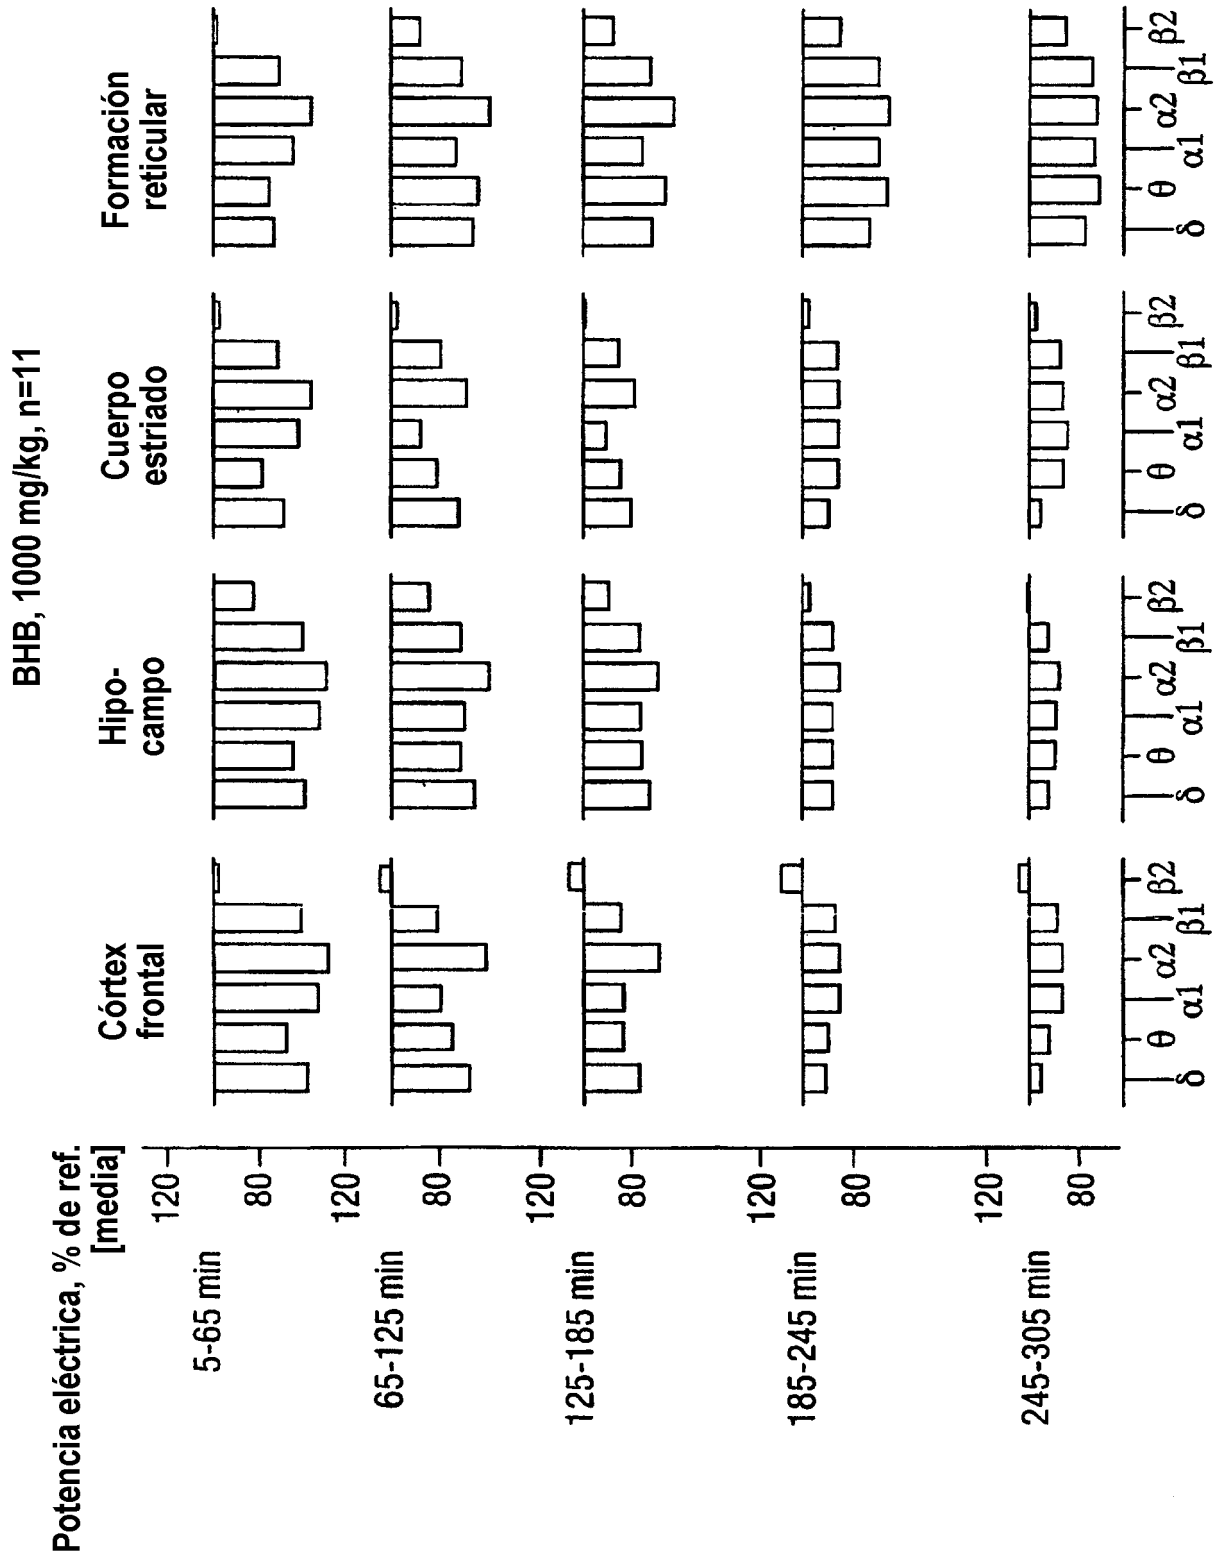 BHB, 1000 mg/kg, n=11
Potencia eléctrica, % de ref.
[media]
Córtex
frontal
Hipo-
campo
Cuerpo
estriado
Formación
reticular
120
80
5-65 min
120
80
65-125 min
120
80
125-185 min
120
80
185-245 min
120
80
245-305 min
δ θ α1 α2 β1 β2 δ θ α1 α2 β1 β2 δ θ α1 α2 β1 β2 δ θ α1 α2 β1 β2